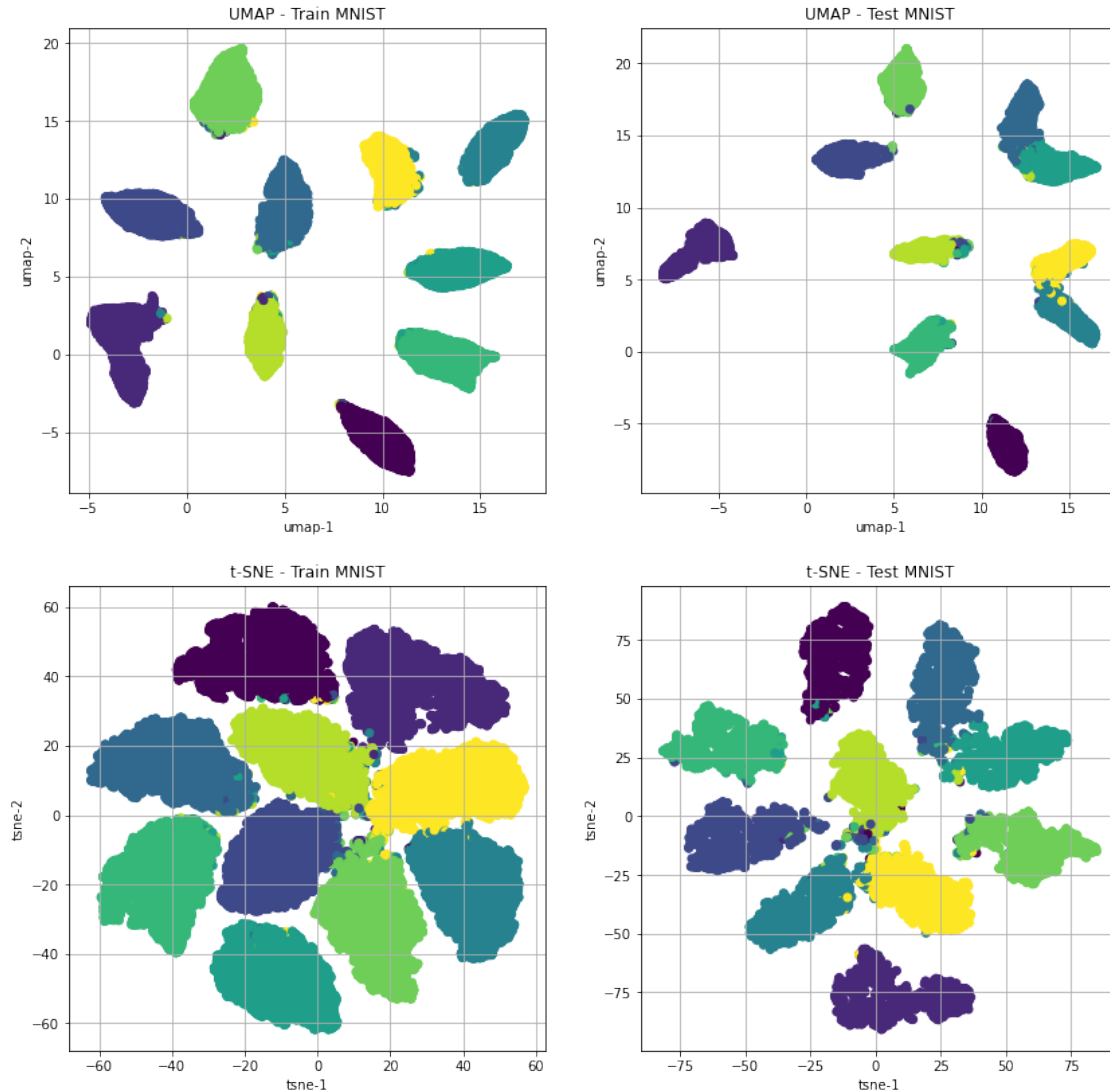 UMAP - Train MNIST
20
15
10
5
0
−5
umap-2
−5 0 5 10 15
umap-1
UMAP - Test MNIST
20
15
10
5
0
−5
umap-2
−5 0 5 10 15
umap-1
t-SNE - Train MNIST
60
40
20
0
−20
−40
−60
tsne-2
−60 −40 −20 0 20 40 60
tsne-1
t-SNE - Test MNIST
75
50
25
0
−25
−50
−75
tsne-2
−75 −50 −25 0 25 50 75
tsne-1